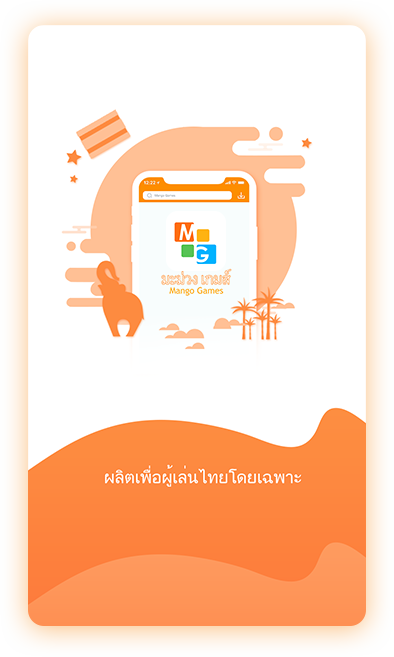 12:22
Mango Games
M
G
มะม่วง เกมส์
Mango Games
ผลิตเพื่อผู้เล่นไทยโดยเฉพาะ